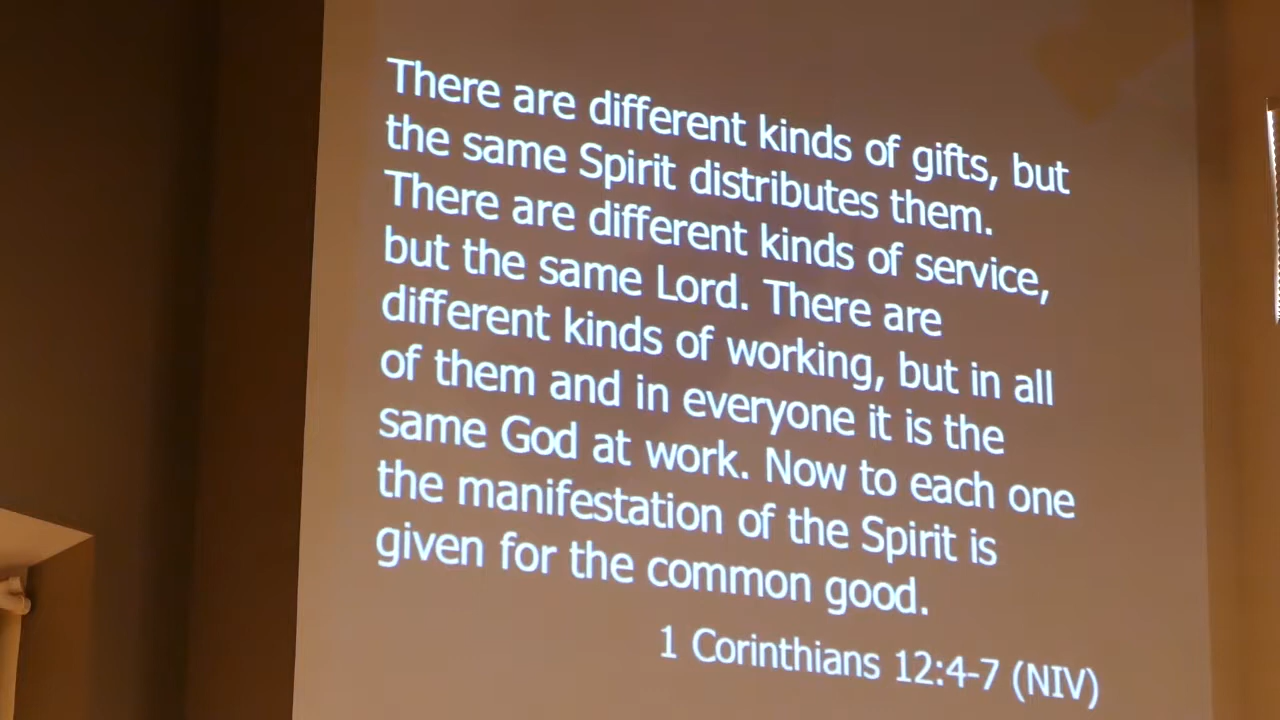 There are different kinds of gifts, but
the same Spirit distributes them.
There are different kinds of service,
but the same Lord. There are
different kinds of working, but in all
of them and in everyone it is the
same God at work. Now to each one
the manifestation of the Spirit is
given for the common good.
1 Corinthians 12:4-7 (NIV)